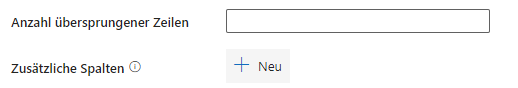 Anzahl übersprungener Zeilen
Zusätzliche Spalten
Neu